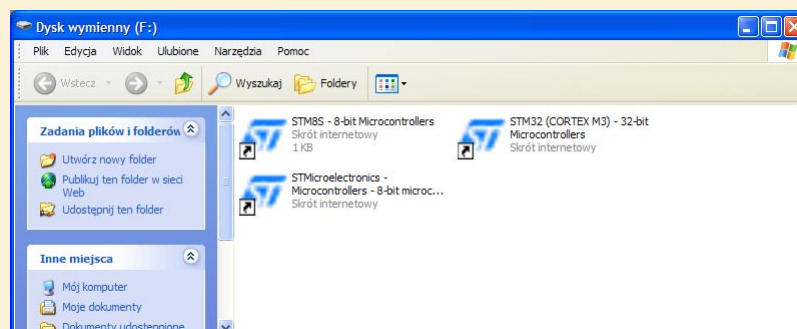 Dysk wymienny (F:)
Plik Edycja Widok Ulubione Narzędzia Pomoc
Wstecz Wyszukaj Foldery
Zadania plików i folderów
Utwórz nowy folder
Publikuj ten folder w sieci
Web
Udostępnij ten folder
Inne miejsca
Mój komputer
Moje dokumenty
Dokumenty udostępnione
STM8S - 8-bit Microcontrollers
Skrót internetowy
1 KB
STM32 (CORTEX M3) - 32-bit
Microcontrollers
Skrót internetowy
STMicroelectronics -
Microcontrollers - 8-bit microc...
Skrót internetowy